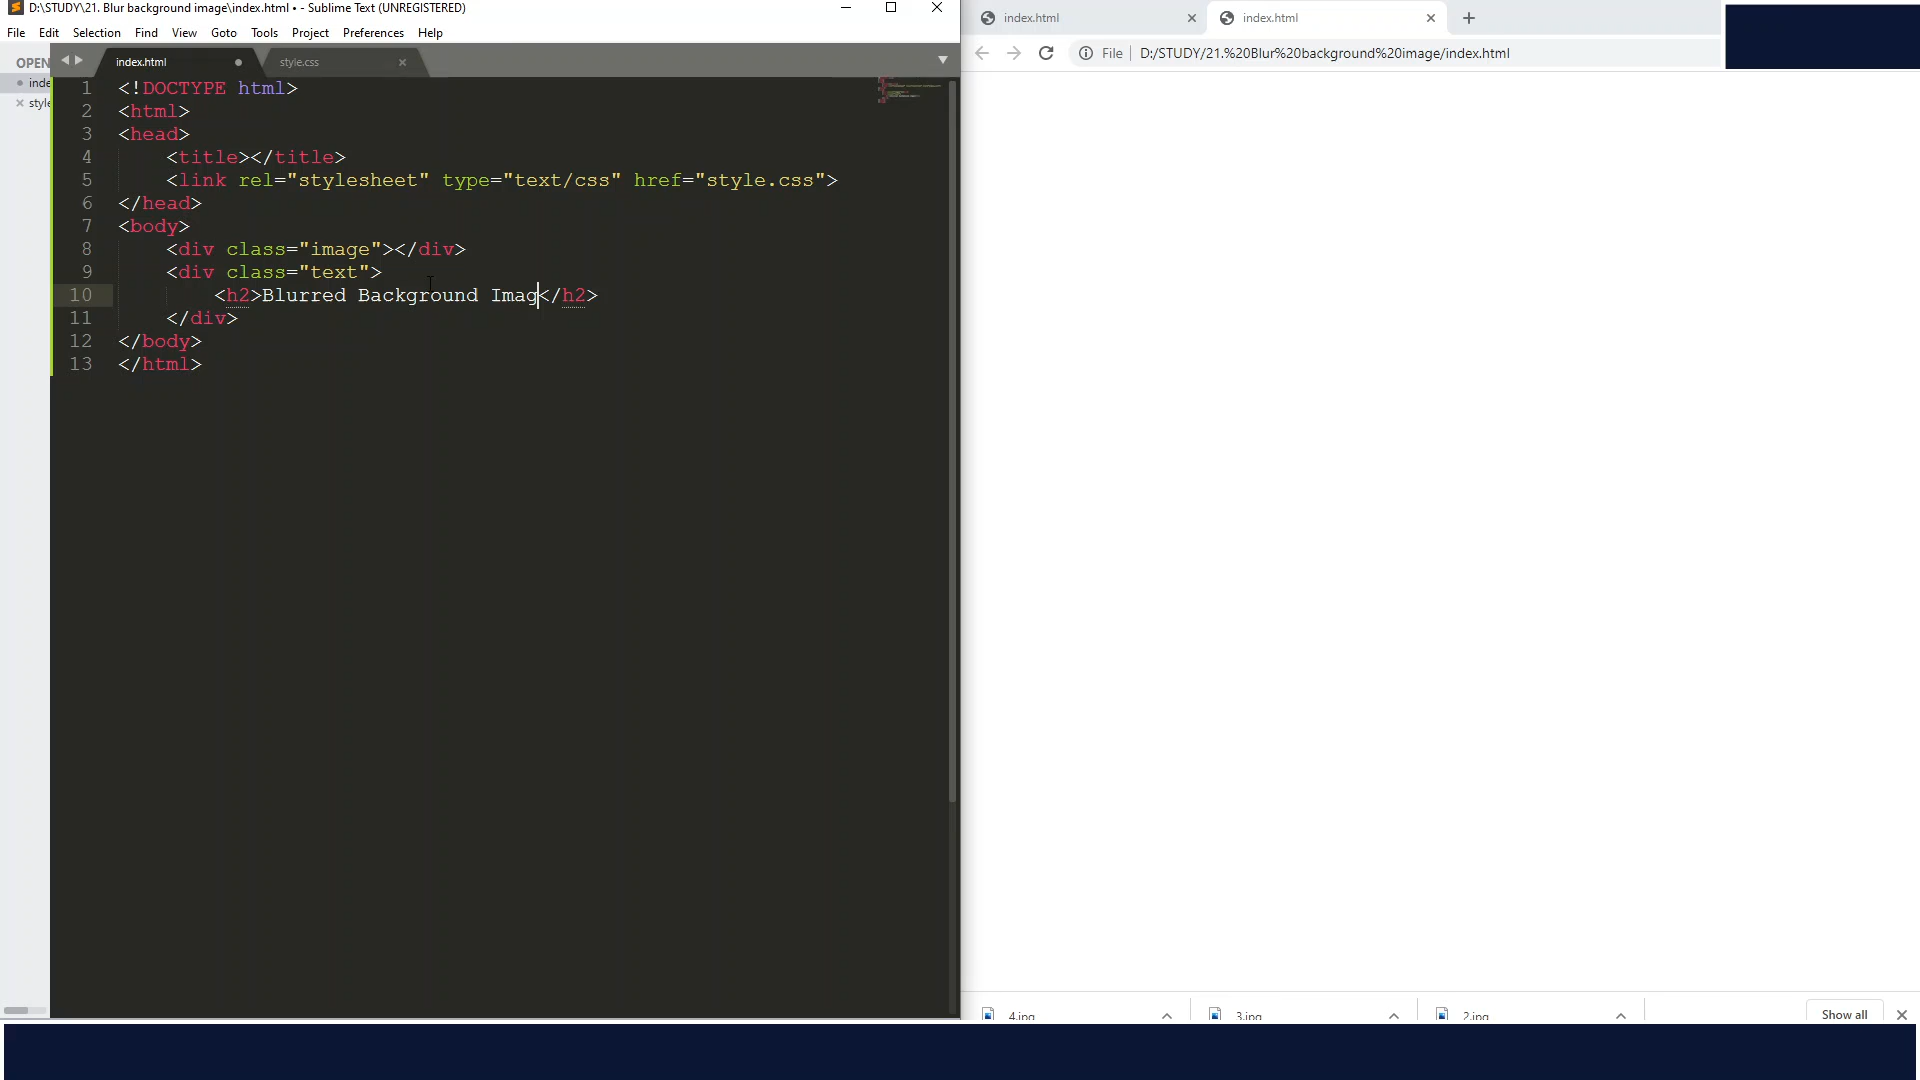 D:\STUDY\21. Blur background image\index.html • - Sublime Text (UNREGISTERED)
File Edit Selection Find View Goto Tools Project Preferences Help
OPEN
inde
style
index.html
style.css
1 <!DOCTYPE html>
2 <html>
3 <head>
4 <title></title>
5 <link rel="stylesheet" type="text/css" href="style.css">
6 </head>
7 <body>
8 <div class="image"></div>
9 <div class="text">
10 <h2>Blurred Background Imag</h2>
11 </div>
12 </body>
13 </html>
index.html
index.html
File D:/STUDY/21.%20Blur%20background%20image/index.html
4.jpg
3.jpg
2.jpg
Show all